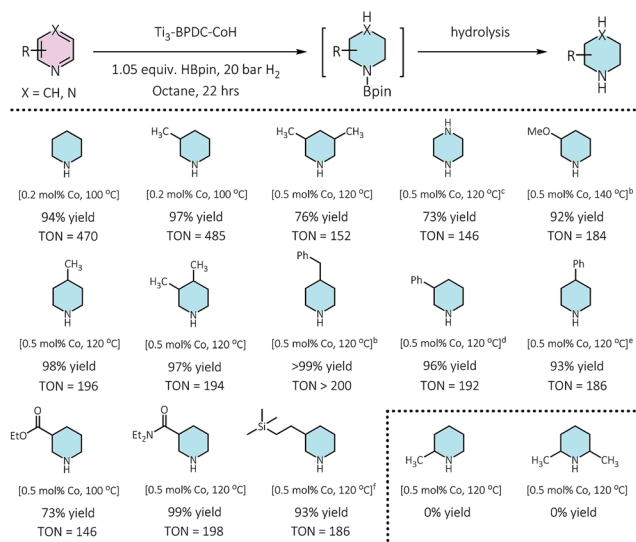 H
X
R
N
X = CH, N
Ti₃-BPDC-CoH
1.05 equiv. HBpin, 20 bar H₂
Octane, 22 hrs
H
X
R
N
Bpin
hydrolysis
H
X
R
N
H
N
H
[0.2 mol% Co, 100 °C]
94% yield
TON = 470
H₃C
N
H
[0.2 mol% Co, 100 °C]
97% yield
TON = 485
H₃C CH₃
N
H
[0.5 mol% Co, 120 °C]
76% yield
TON = 152
H
N
N
H
[0.5 mol% Co, 120 °C]ᶜ
73% yield
TON = 146
MeO
N
H
[0.5 mol% Co, 140 °C]ᵇ
92% yield
TON = 184
CH₃
N
H
[0.5 mol% Co, 120 °C]
98% yield
TON = 196
CH₃
H₃C
N
H
[0.5 mol% Co, 120 °C]
97% yield
TON = 194
Ph
N
H
[0.5 mol% Co, 120 °C]ᵇ
>99% yield
TON > 200
Ph
N
H
[0.5 mol% Co, 120 °C]ᵈ
96% yield
TON = 192
Ph
N
H
[0.5 mol% Co, 120 °C]ᵉ
93% yield
TON = 186
O
EtO
N
H
[0.5 mol% Co, 100 °C]
73% yield
TON = 146
O
Et₂N
N
H
[0.5 mol% Co, 120 °C]
99% yield
TON = 198
Si
N
H
[0.5 mol% Co, 120 °C]ᶠ
93% yield
TON = 186
H₃C
N
H
[0.5 mol% Co, 120 °C]
0% yield
H₃C N CH₃
H
[0.5 mol% Co, 120 °C]
0% yield